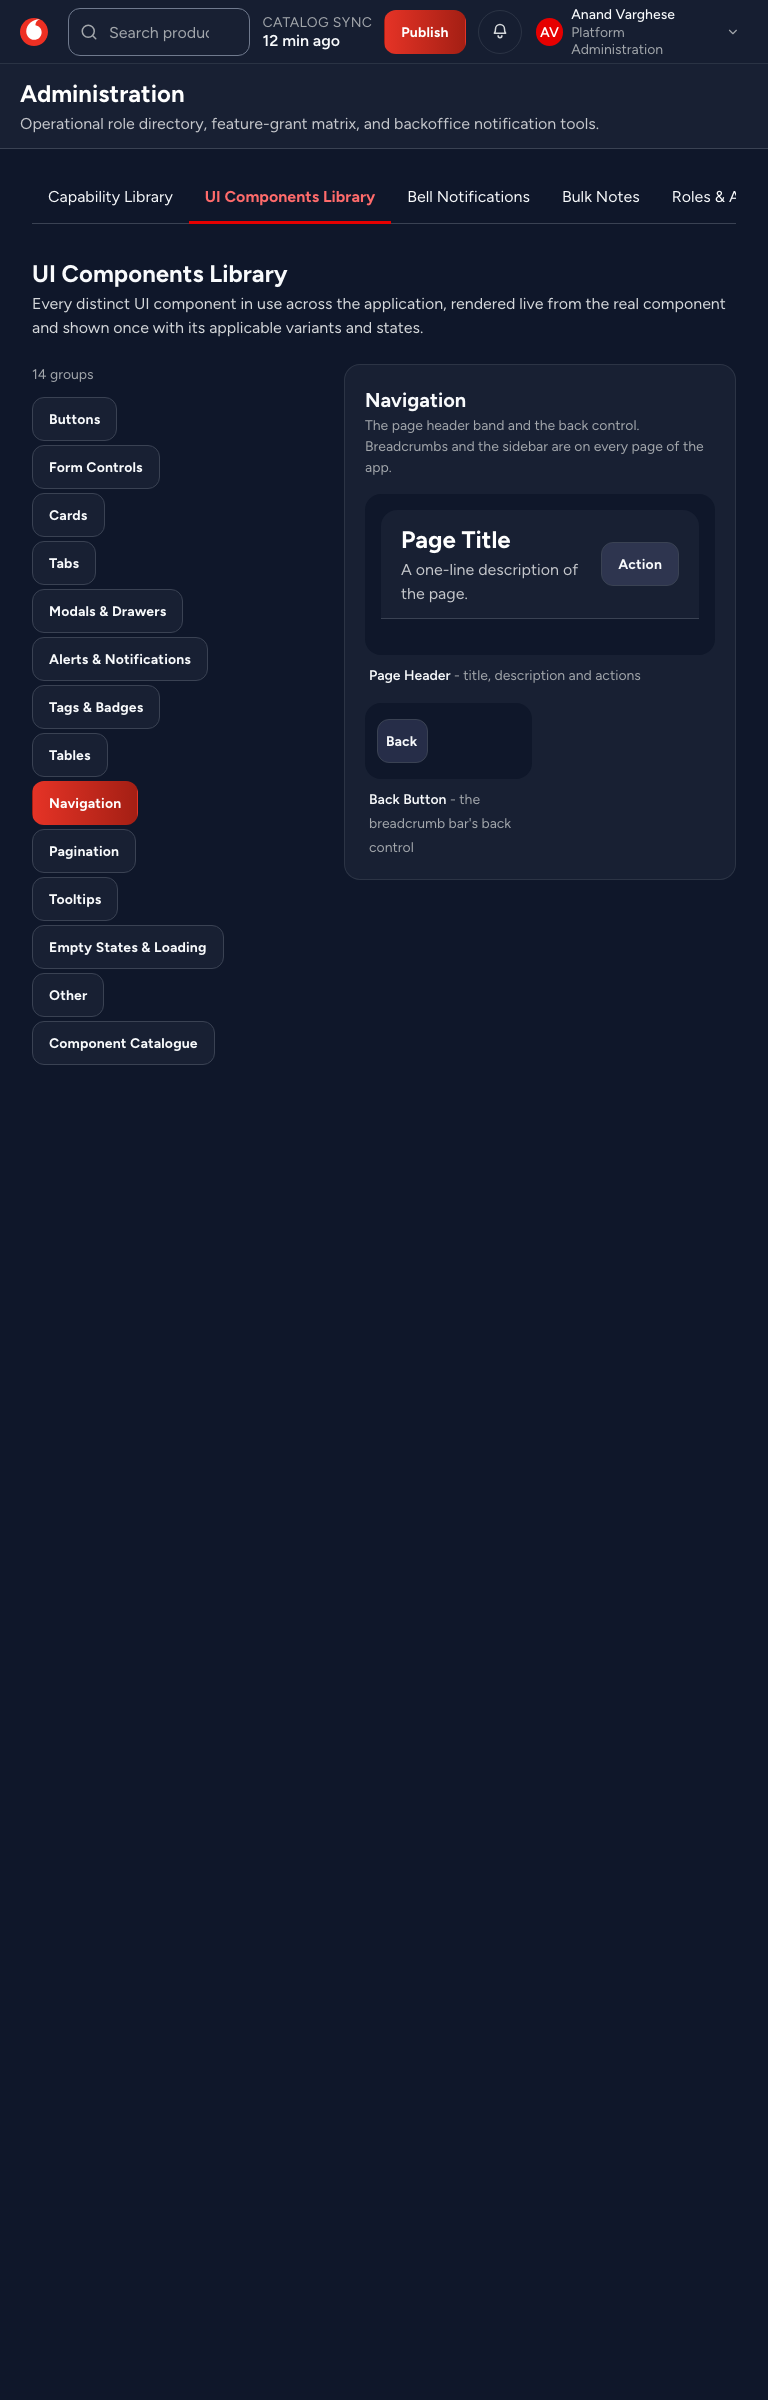 Search produc
CATALOG SYNC
12 min ago
Publish
AV
Anand Varghese
Platform
Administration
Administration
Operational role directory, feature-grant matrix, and backoffice notification tools.
Capability Library
UI Components Library
Bell Notifications
Bulk Notes
Roles & A
UI Components Library
Every distinct UI component in use across the application, rendered live from the real component
and shown once with its applicable variants and states.
14 groups
Buttons
Form Controls
Cards
Tabs
Modals & Drawers
Alerts & Notifications
Tags & Badges
Tables
Navigation
Pagination
Tooltips
Empty States & Loading
Other
Component Catalogue
Navigation
The page header band and the back control.
Breadcrumbs and the sidebar are on every page of the
app.
Page Title
A one-line description of
the page.
Action
Page Header - title, description and actions
Back
Back Button - the
breadcrumb bar's back
control